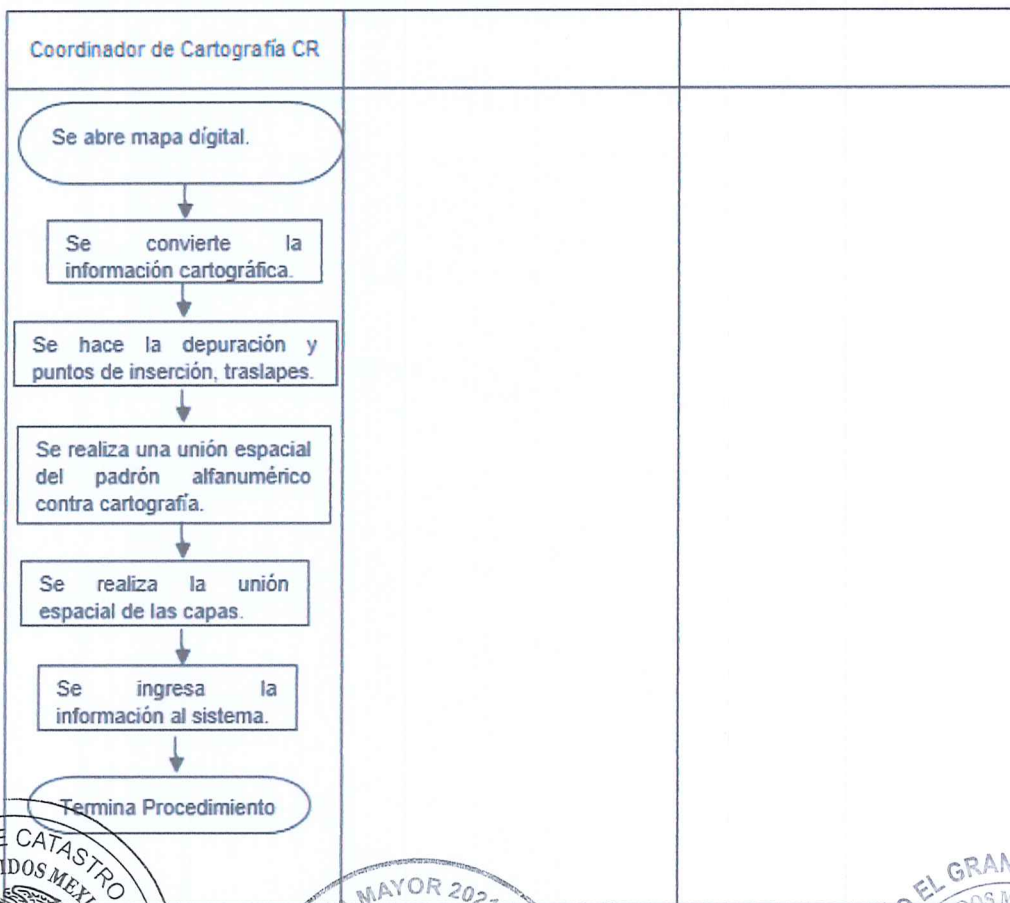 Coordinador de Cartografía CR
Se abre mapa dígital.
Se convierte la
información cartográfica.
Se hace la depuración y
puntos de inserción, traslapes.
Se realiza una unión espacial
del padrón alfanumérico
contra cartografía.
Se realiza la unión
espacial de las capas.
Se ingresa la
información al sistema.
Termina Procedimiento
CATASTRO
MAYOR 2021
EL GRAN